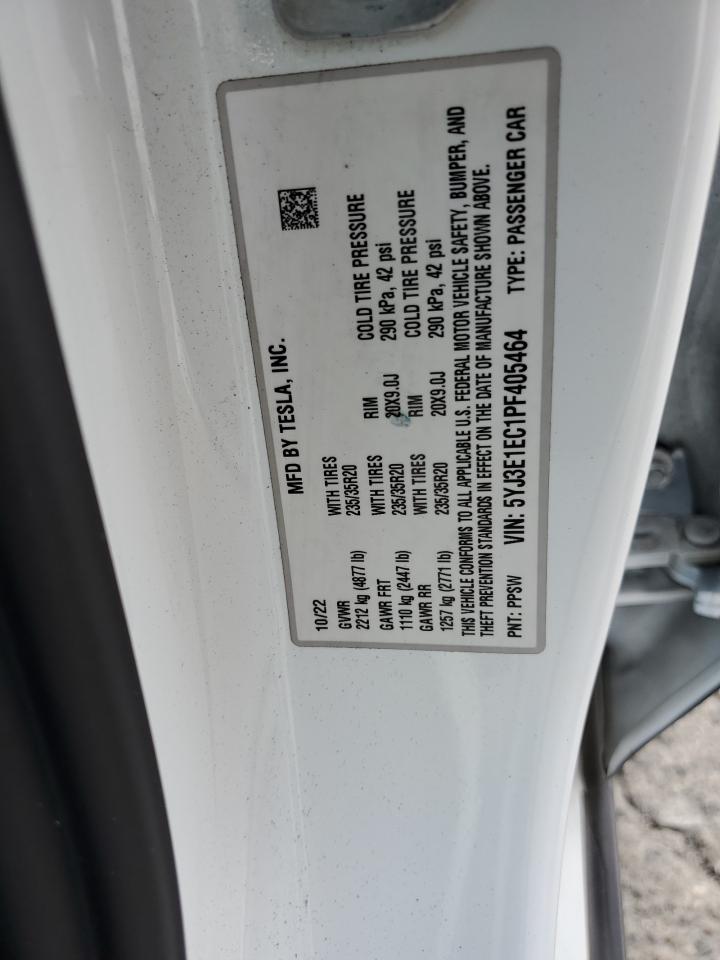 MFD BY TESLA, INC.
10/22
GVWR WITH TIRES RIM COLD TIRE PRESSURE
2212 kg (4877 lb) 235/35R20 20X9.0J 290 kPa, 42 psi
GAWR FRT WITH TIRES RIM COLD TIRE PRESSURE
1110 kg (2447 lb) 235/35R20 20X9.0J 290 kPa, 42 psi
GAWR RR WITH TIRES
1257 kg (2771 lb) 235/35R20
THIS VEHICLE CONFORMS TO ALL APPLICABLE U.S. FEDERAL MOTOR VEHICLE SAFETY, BUMPER, AND
THEFT PREVENTION STANDARDS IN EFFECT ON THE DATE OF MANUFACTURE SHOWN ABOVE.
PNT: PPSW VIN: 5YJ3E1EC1PF405464 TYPE: PASSENGER CAR